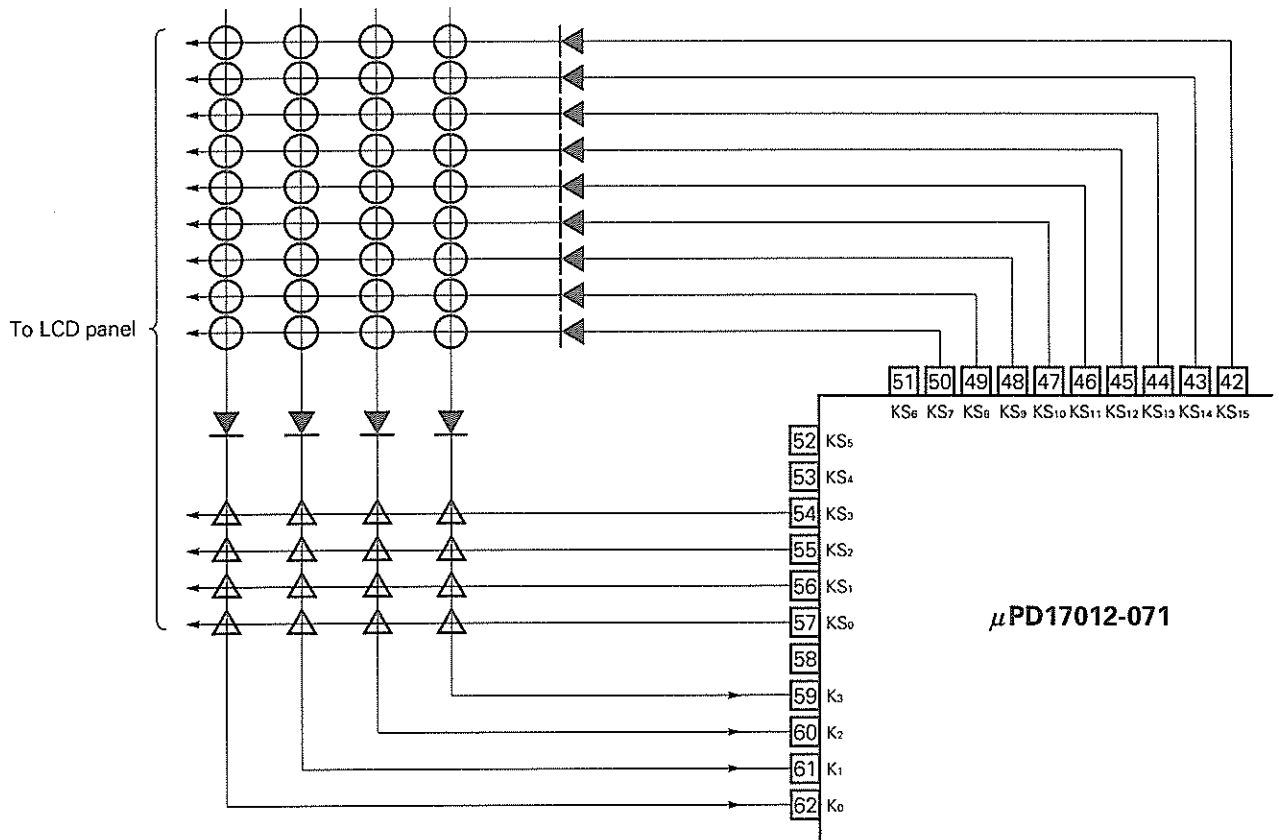 To LCD panel
51 50 49 48 47 46 45 44 43 42
KS₆ KS₇ KS₈ KS₉ KS₁₀ KS₁₁ KS₁₂ KS₁₃ KS₁₄ KS₁₅
52 KS₅
53 KS₄
54 KS₃
55 KS₂
56 KS₁
57 KS₀
μPD17012-071
58
59 K₃
60 K₂
61 K₁
62 K₀